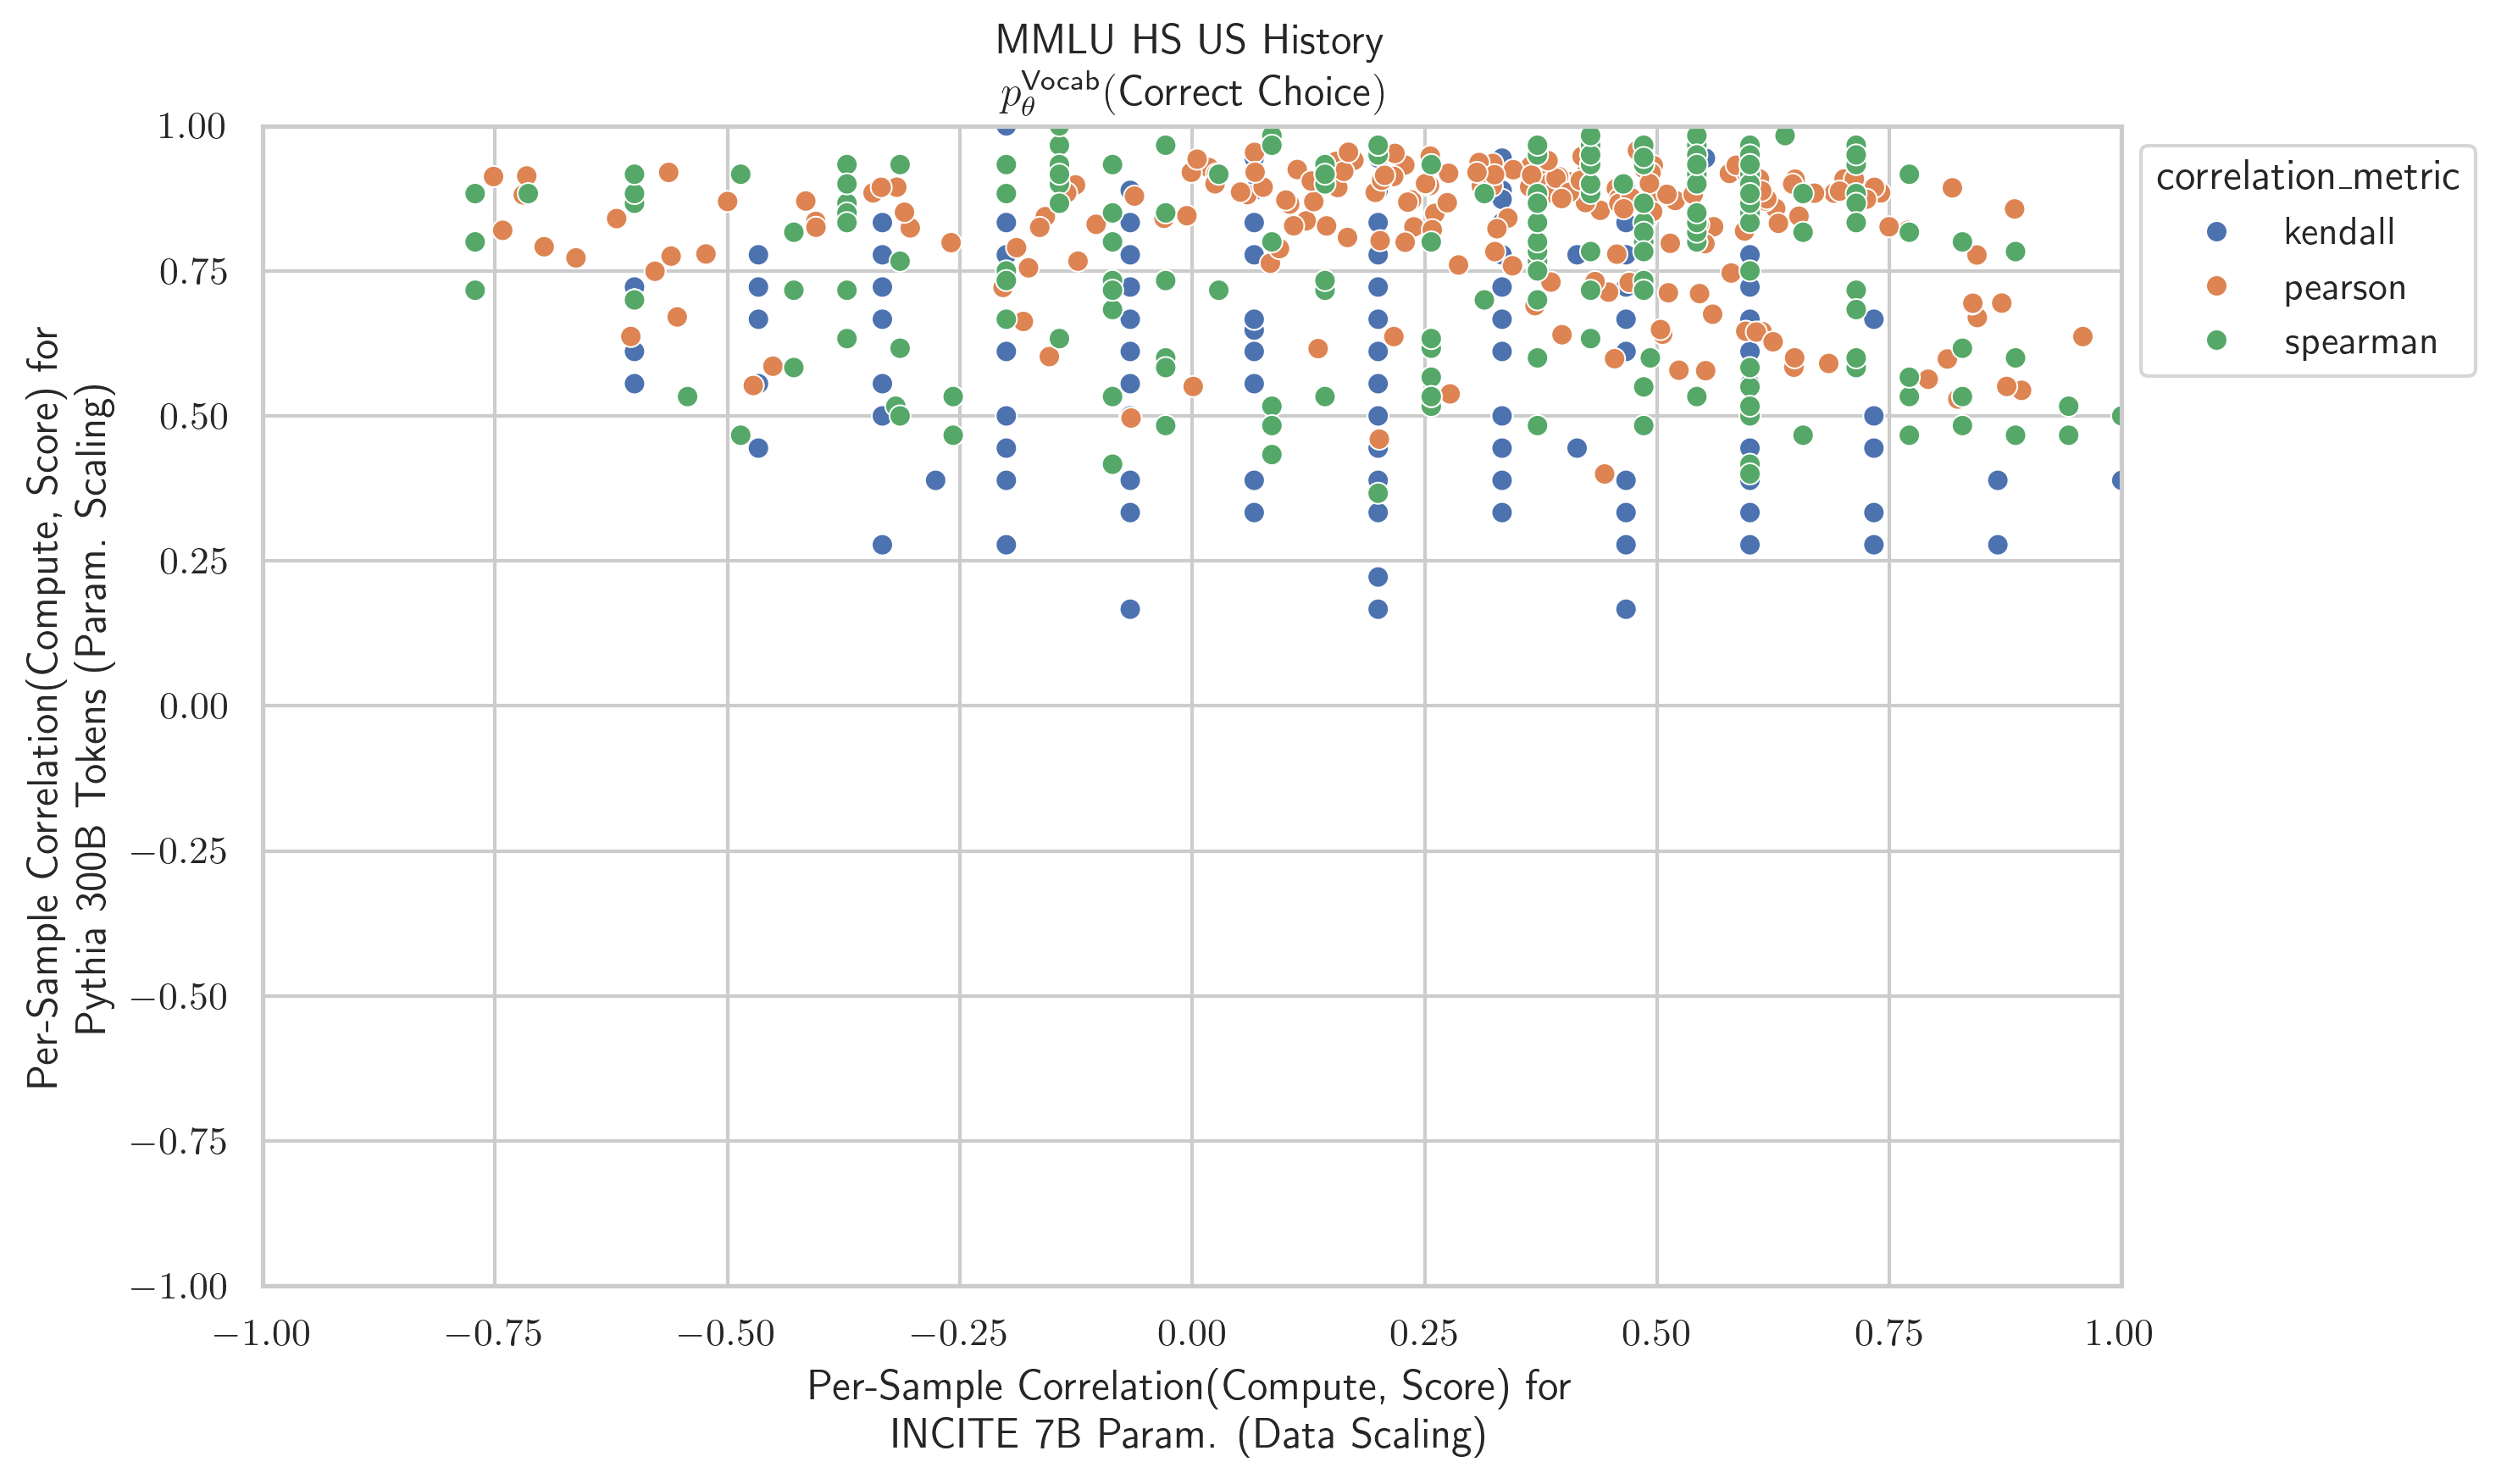 MMLU HS US History
p_θ^Vocab(Correct Choice)
1.00
0.75
0.50
0.25
0.00
−0.25
−0.50
−0.75
−1.00
Per-Sample Correlation(Compute, Score) for
Pythia 300B Tokens (Param. Scaling)
−1.00 −0.75 −0.50 −0.25 0.00 0.25 0.50 0.75 1.00
Per-Sample Correlation(Compute, Score) for
INCITE 7B Param. (Data Scaling)
correlation_metric
kendall
pearson
spearman